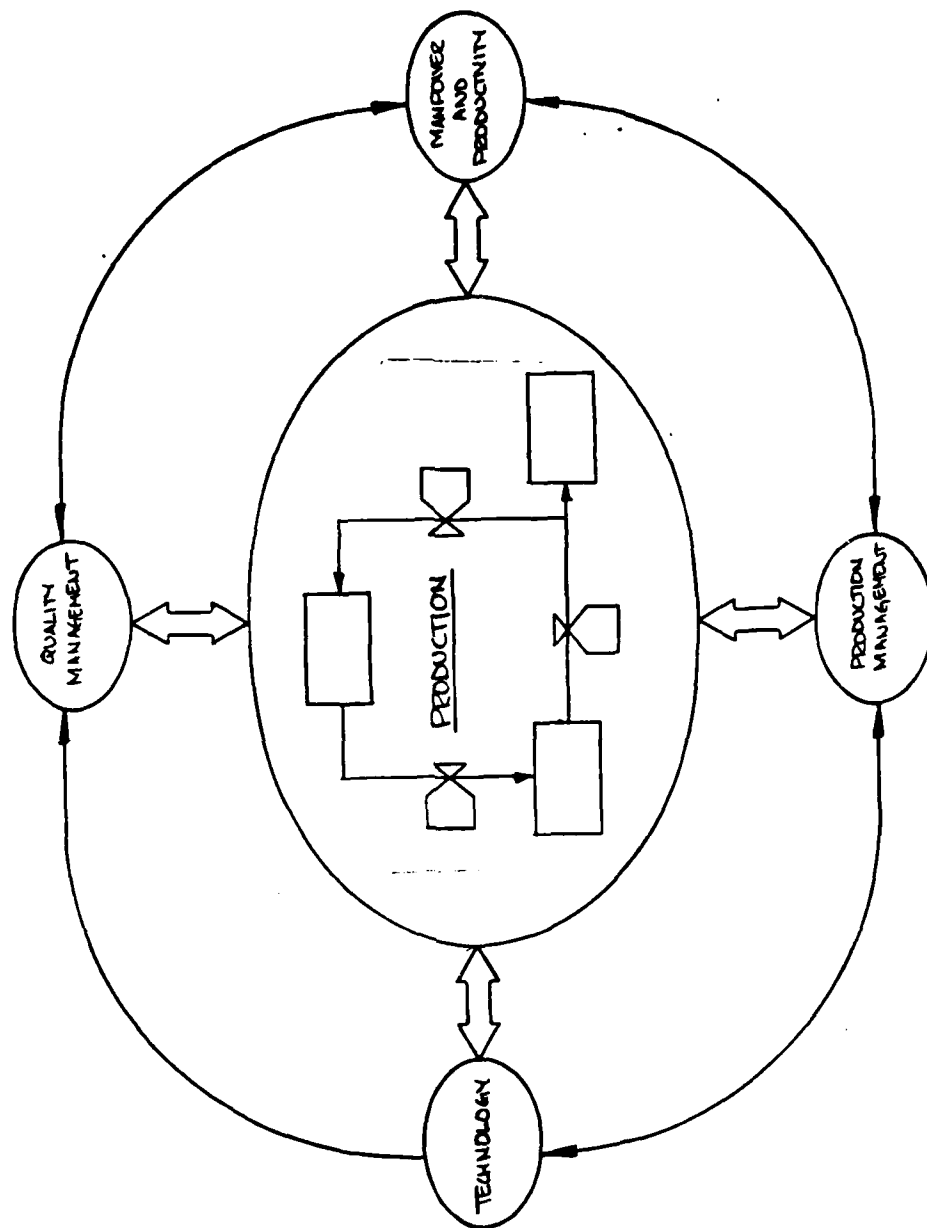 QUALITY
MANAGEMENT
TECHNOLOGY
PRODUCTION
MANPOWER
AND
PRODUCTIVITY
PRODUCTION
MANAGEMENT